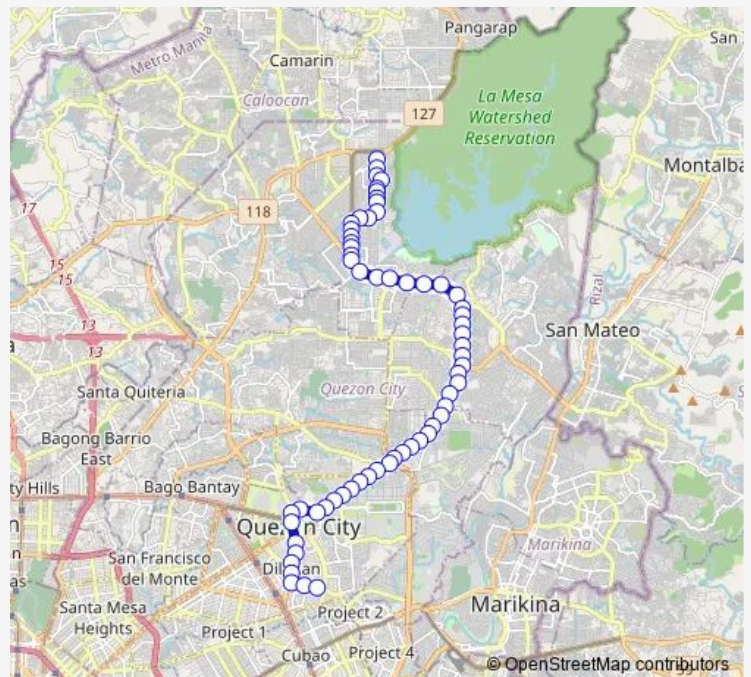 Pangarap
San
Metro Manila
Camarin
Caloocan
127
La Mesa
Watershed
Reservation
Montalba
17
118
15
15
Rizal
13
13
San Mateo
Santa Quiteria
Quezon City
Bagong Barrio
East
ty Hills
Bago Bantay
Quezon City
Marikina
San Francisco
del Monte
Diliman
as
Santa Mesa
Heights
Project 2
Marikina
Project 1
Cubao
Project 4
© OpenStreetMap contributors